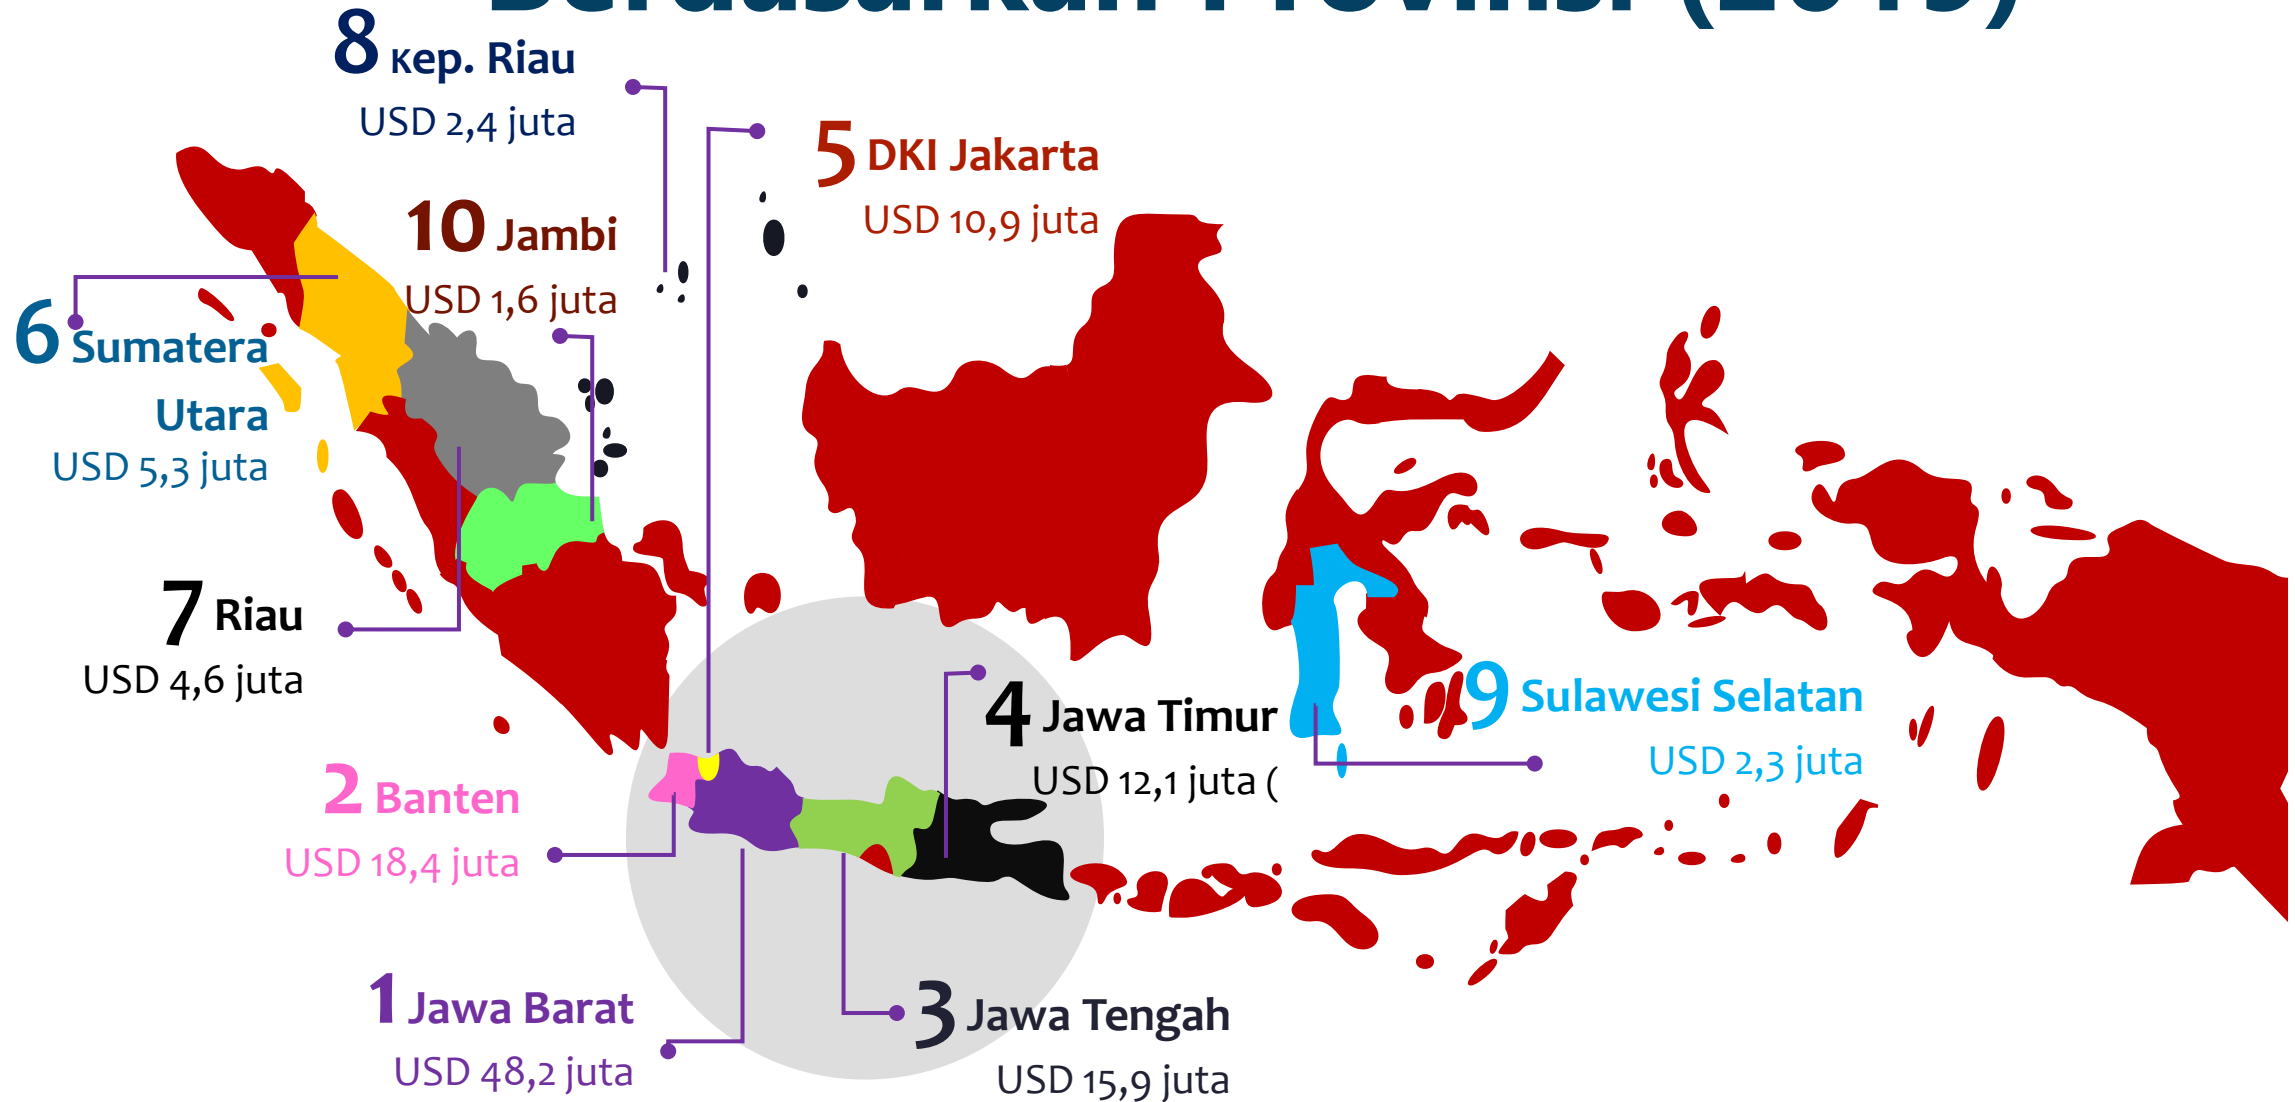 Berdasarkan Provinsi (2019)
8 Kep. Riau
USD 2,4 juta
5 DKI Jakarta
USD 10,9 juta
10 Jambi
USD 1,6 juta
6 Sumatera
Utara
USD 5,3 juta
7 Riau
USD 4,6 juta
4 Jawa Timur
USD 12,1 juta (
9 Sulawesi Selatan
USD 2,3 juta
2 Banten
USD 18,4 juta
1 Jawa Barat
USD 48,2 juta
3 Jawa Tengah
USD 15,9 juta